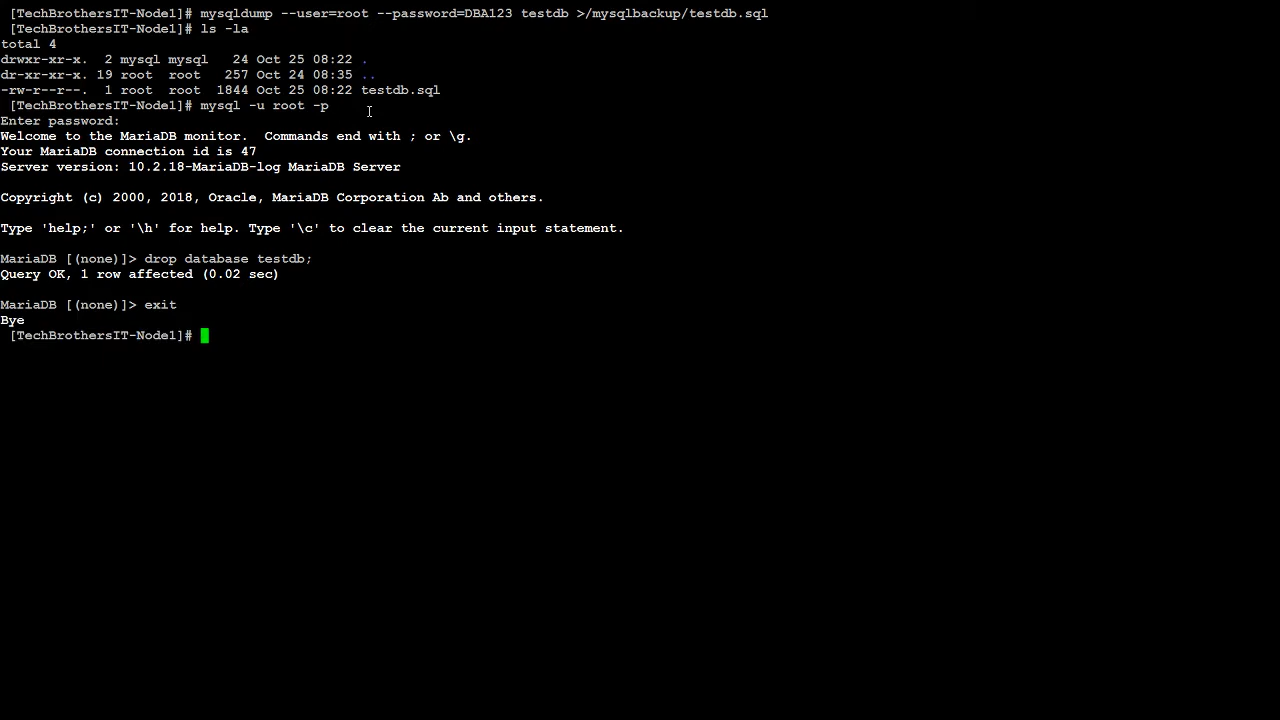 [TechBrothersIT-Node1]# mysqldump --user=root --password=DBA123 testdb >/mysqlbackup/testdb.sql
[TechBrothersIT-Node1]# ls -la
total 4
drwxr-xr-x.  2 mysql mysql   24 Oct 25 08:22 .
dr-xr-xr-x. 19 root  root   257 Oct 24 08:35 ..
-rw-r--r--.  1 root  root  1844 Oct 25 08:22 testdb.sql
[TechBrothersIT-Node1]# mysql -u root -p
Enter password:
Welcome to the MariaDB monitor.  Commands end with ; or \g.
Your MariaDB connection id is 47
Server version: 10.2.18-MariaDB-log MariaDB Server
Copyright (c) 2000, 2018, Oracle, MariaDB Corporation Ab and others.
Type 'help;' or '\h' for help. Type '\c' to clear the current input statement.
MariaDB [(none)]> drop database testdb;
Query OK, 1 row affected (0.02 sec)
MariaDB [(none)]> exit
Bye
[TechBrothersIT-Node1]#